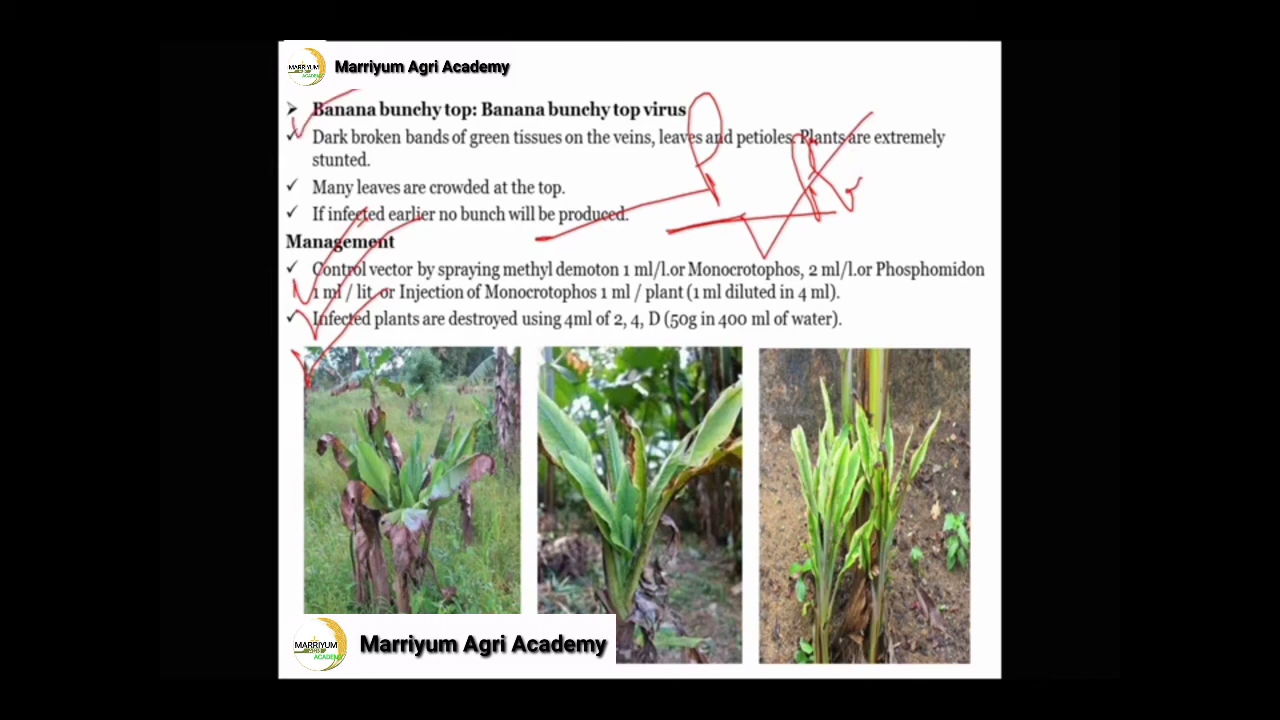 MARRIYUM
ACADEMY
Marriyum Agri Academy
➤ Banana bunchy top: Banana bunchy top virus
✓ Dark broken bands of green tissues on the veins, leaves and petioles. Plants are extremely
stunted.
✓ Many leaves are crowded at the top.
✓ If infected earlier no bunch will be produced.
Management
✓ Control vector by spraying methyl demoton 1 ml/l.or Monocrotophos, 2 ml/l.or Phosphomidon
1 ml / lit. or Injection of Monocrotophos 1 ml / plant (1 ml diluted in 4 ml).
✓ Infected plants are destroyed using 4ml of 2, 4, D (50g in 400 ml of water).
MARRIYUM
ACADEMY
Marriyum Agri Academy